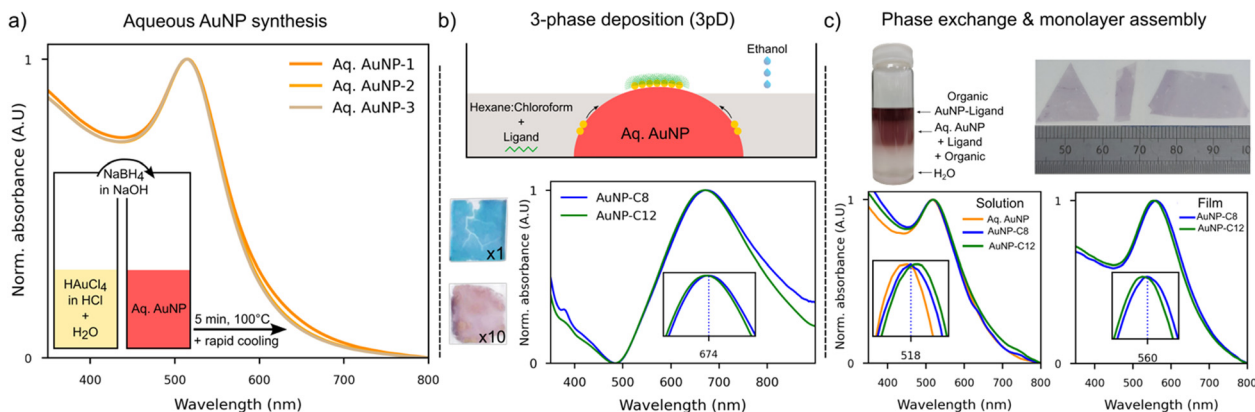 a)
Aqueous AuNP synthesis
Norm. absorbance (A.U)
1
0
Aq. AuNP-1
Aq. AuNP-2
Aq. AuNP-3
NaBH4
in NaOH
HAuCl4
in HCl
+
H2O
Aq. AuNP
5 min, 100°C
+ rapid cooling
400
500
600
700
800
Wavelength (nm)
b)
3-phase deposition (3pD)
Ethanol
Hexane:Chloroform
+
Ligand
Aq. AuNP
x1
x10
Norm. absorbance (A.U)
1
0
AuNP-C8
AuNP-C12
674
400
500
600
700
800
Wavelength (nm)
c)
Phase exchange & monolayer assembly
Organic
AuNP-Ligand
Aq. AuNP
+ Ligand
+ Organic
H2O
50
60
70
80
90
Norm. absorbance (A.U)
1
0
Solution
Aq. AuNP
AuNP-C8
AuNP-C12
518
400
500
600
700
800
Wavelength (nm)
1
0
Film
AuNP-C8
AuNP-C12
560
400
500
600
700
800
Wavelength (nm)